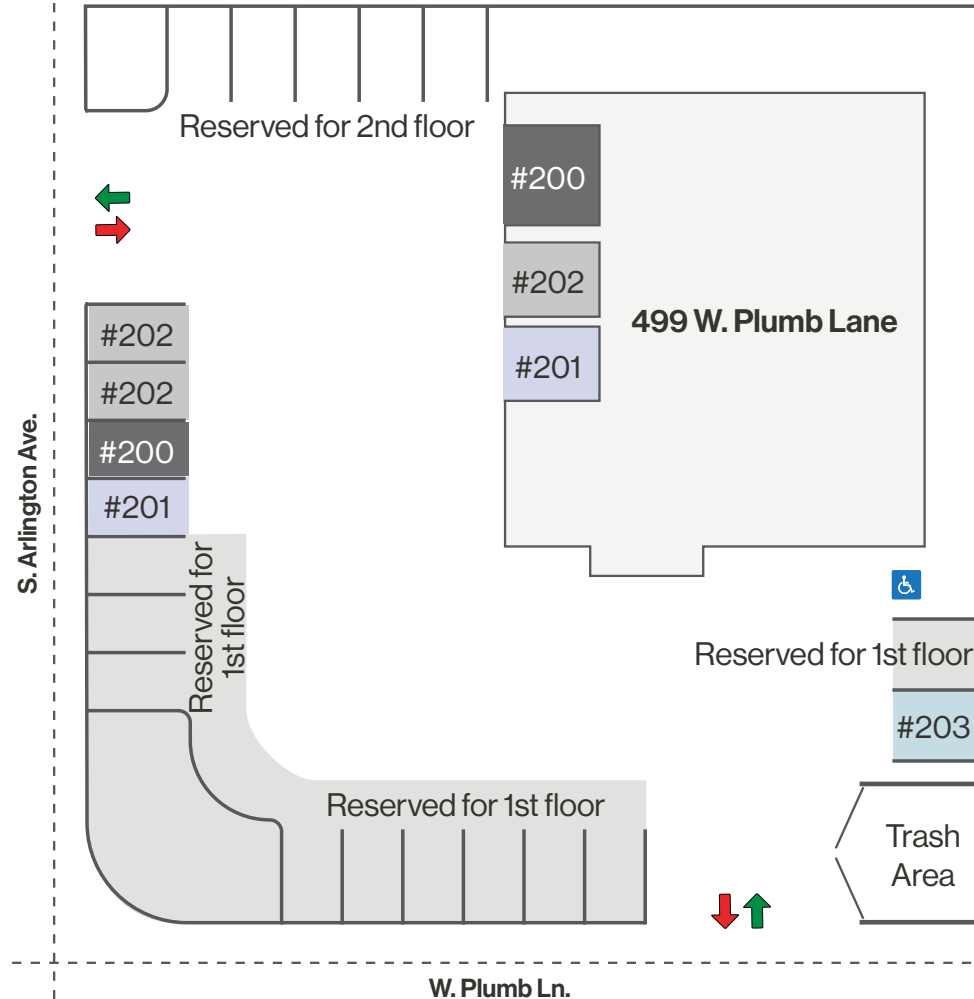 Reserved for 2nd floor
#200
#202
499 W. Plumb Lane
#201
#202
#202
#200
#201
S. Arlington Ave.
Reserved for
1st floor
Reserved for 1st floor
#203
Reserved for 1st floor
Trash
Area
W. Plumb Ln.